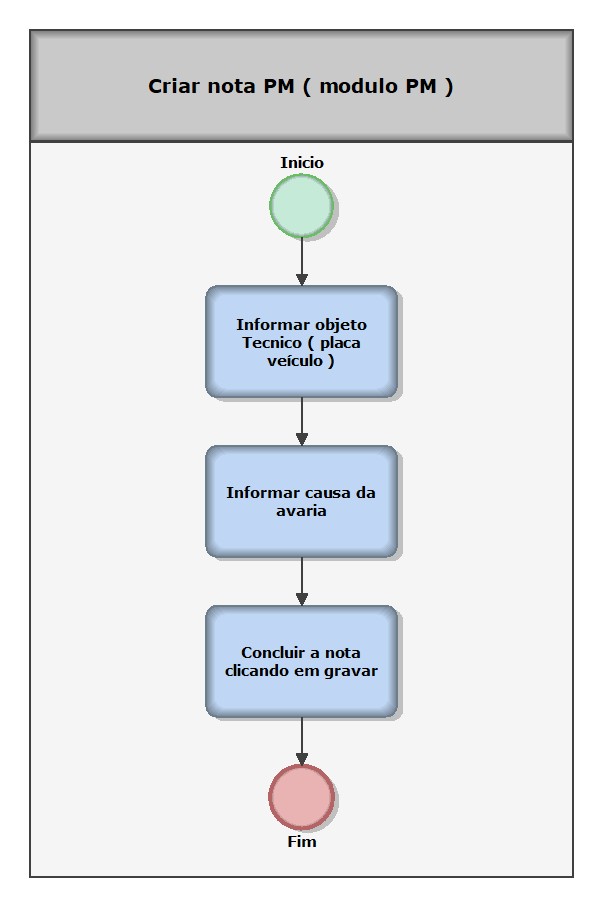 Criar nota PM ( modulo PM )
Inicio
Informar objeto
Tecnico ( placa
veículo )
Informar causa da
avaria
Concluir a nota
clicando em gravar
Fim